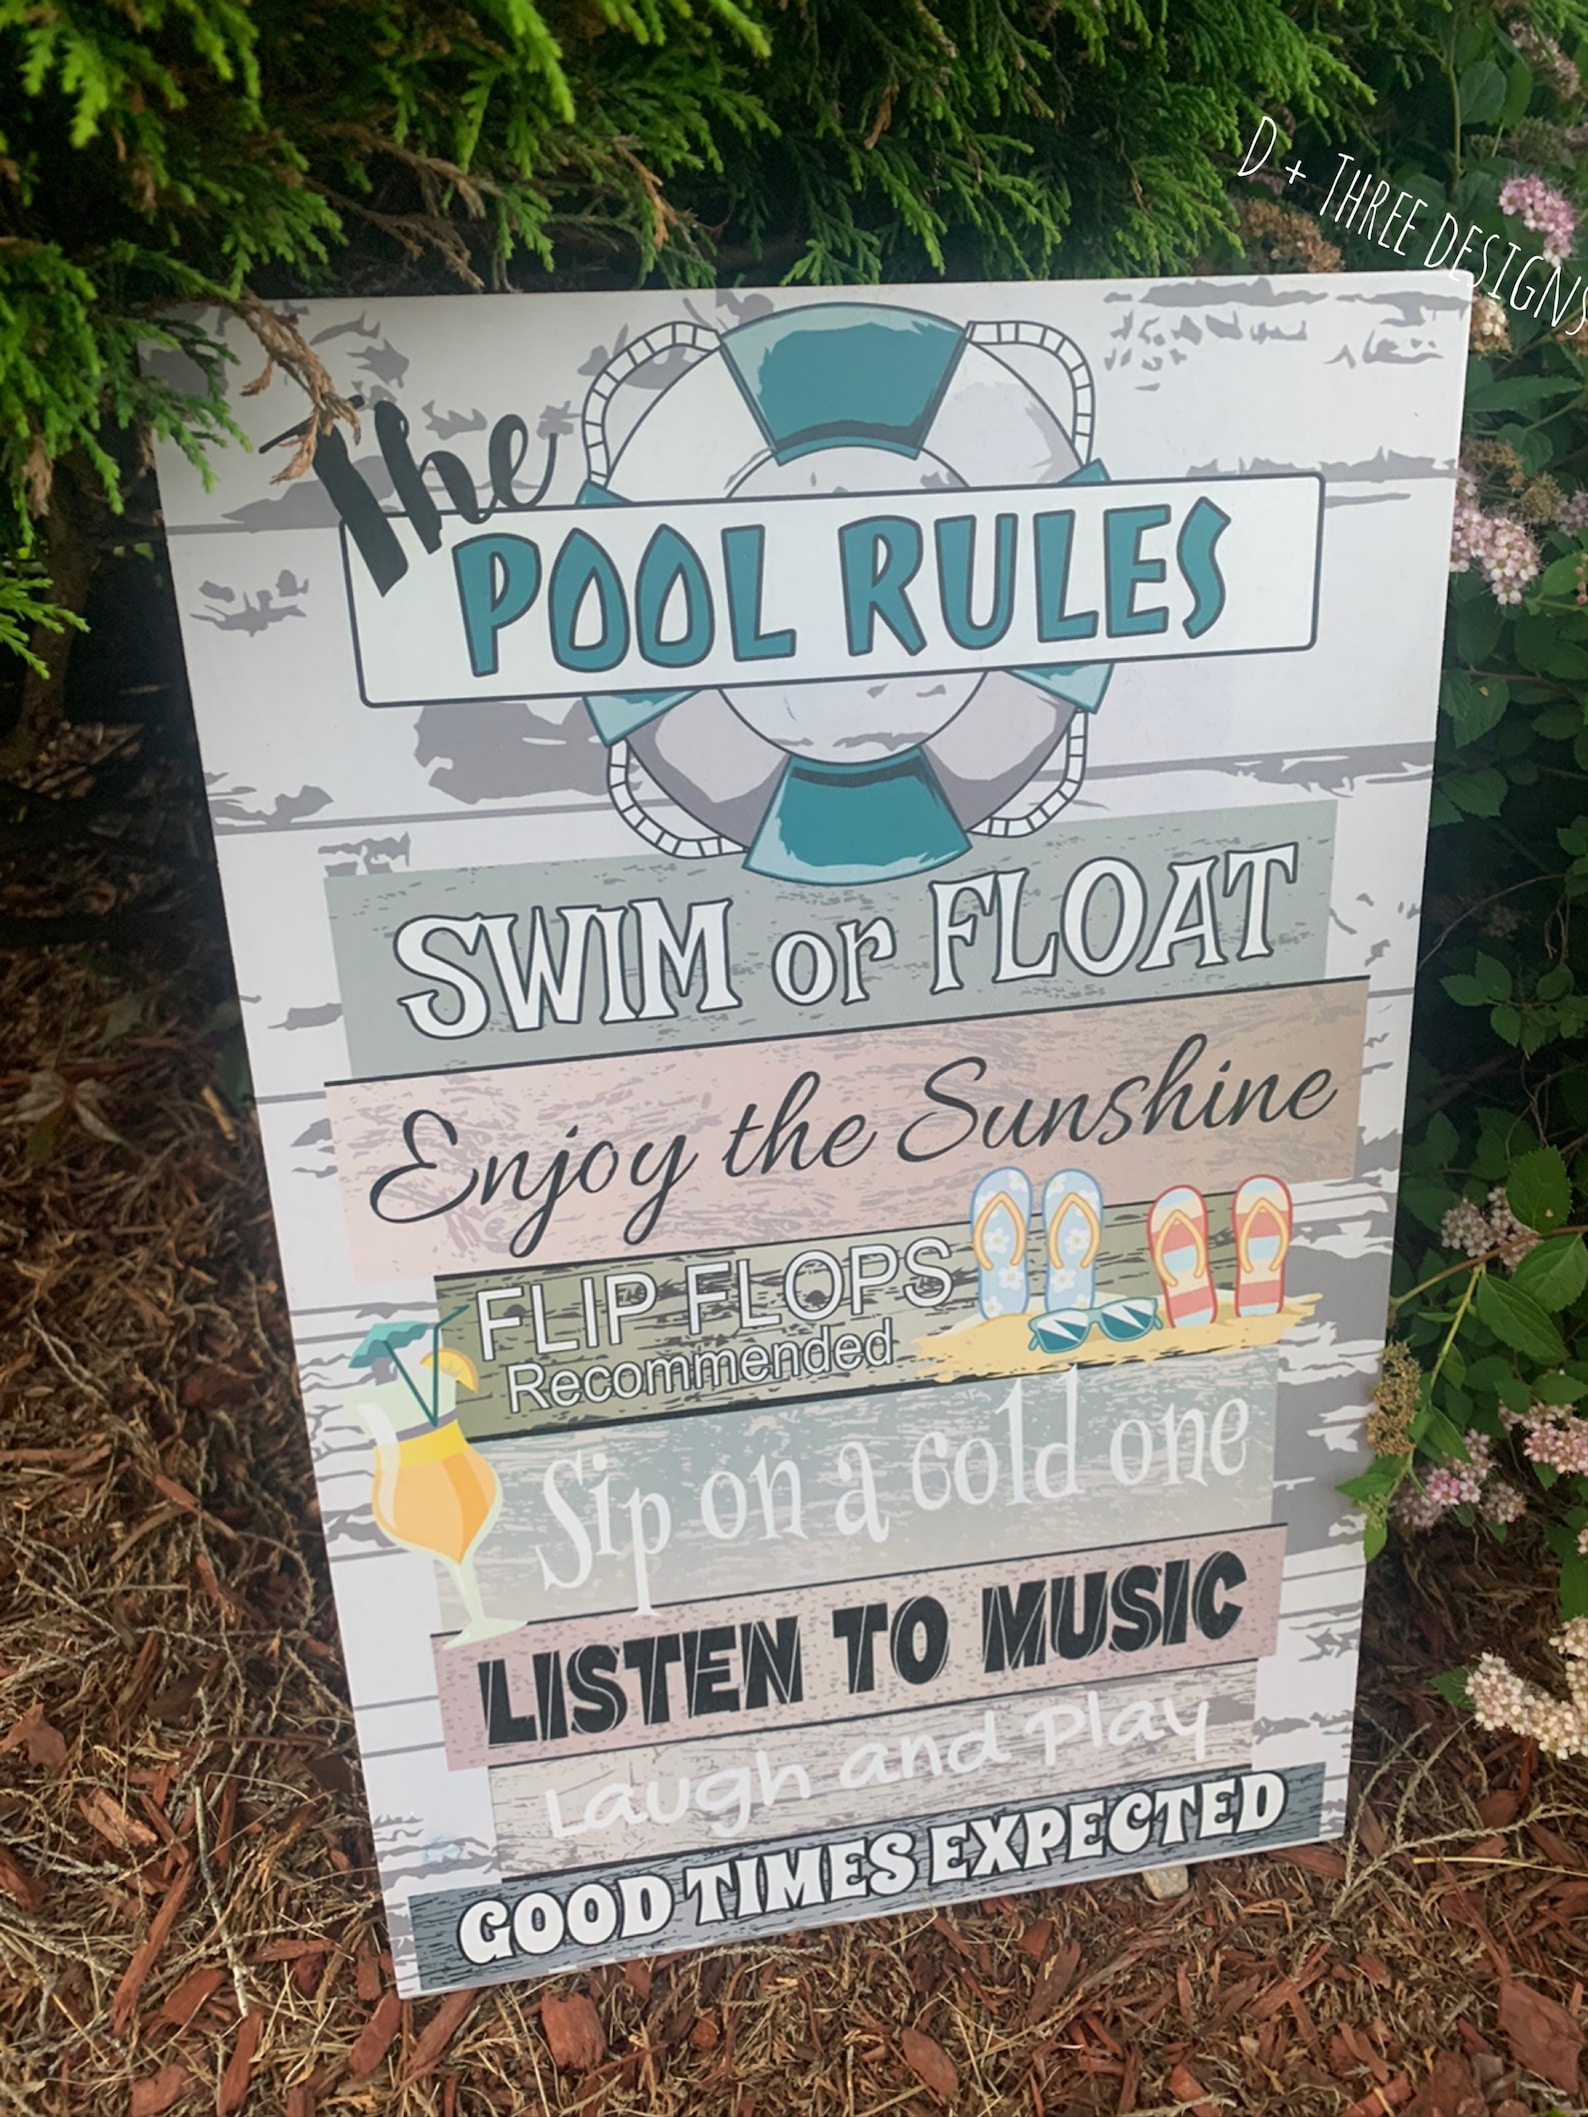 D + THREE DESIGNS
The
POOL RULES
SWIM or FLOAT
Enjoy the Sunshine
FLIP FLOPS
Recommended
Sip on a cold one
LISTEN TO MUSIC
Laugh and Play
GOOD TIMES EXPECTED